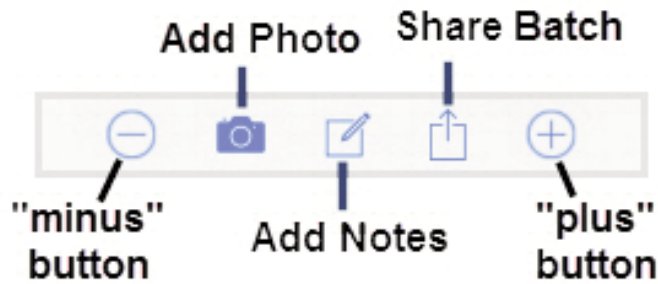 Add Photo
Share Batch
"minus"
button
Add Notes
"plus"
button